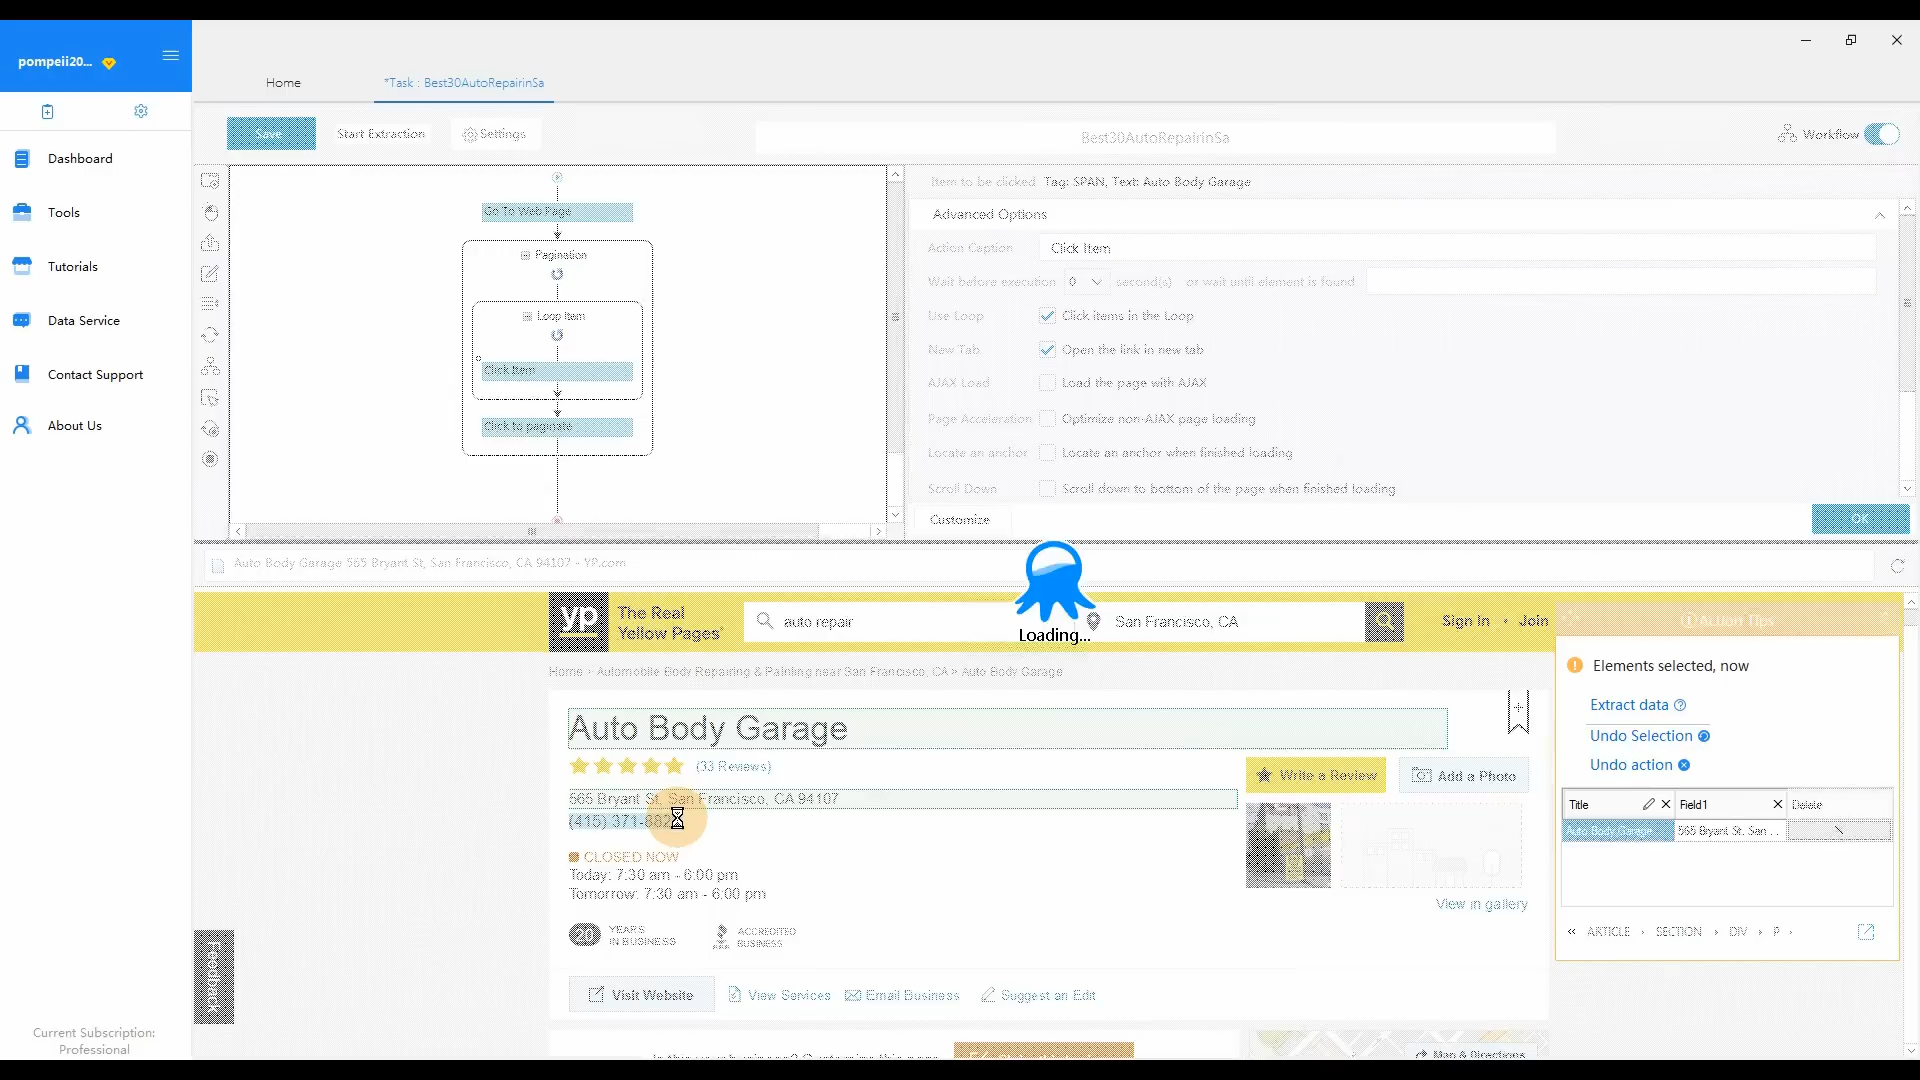 pompeii20...
Home
*Task : Best30AutoRepairinSa
Save
Start Extraction
Settings
Best30AutoRepairinSa
Workflow
Dashboard
Tools
Tutorials
Data Service
Contact Support
About Us
Current Subscription:
Professional
Go To Web Page
Pagination
Loop Item
Click Item
Click to paginate
Item to be clicked Tag: SPAN, Text: Auto Body Garage
Advanced Options
Action Caption Click Item
Wait before execution 0 second(s) or wait until element is found
Use Loop Click items in the Loop
New Tab Open the link in new tab
AJAX Load Load the page with AJAX
Page Acceleration Optimize non-AJAX page loading
Locate an anchor Locate an anchor when finished loading
Scroll Down Scroll down to bottom of the page when finished loading
Customize
OK
Auto Body Garage 565 Bryant St, San Francisco, CA 94107 - YP.com
Loading...
yp
The Real
Yellow Pages
auto repair
San Francisco, CA
Sign In
Join
Home > Automobile Body Repairing & Painting near San Francisco, CA > Auto Body Garage
Auto Body Garage
(33 Reviews)
Write a Review
Add a Photo
565 Bryant St, San Francisco, CA 94107
(415) 371-882
CLOSED NOW
Today: 7:30 am - 6:00 pm
Tomorrow: 7:30 am - 6:00 pm
View in gallery
20 YEARS
IN BUSINESS
ACCREDITED
BUSINESS
Visit Website
View Services
Email Business
Suggest an Edit
Map & Directions
Action Tips
Elements selected, now
Extract data
Undo Selection
Undo action
Title Field1 Delete
Auto Body Garage 565 Bryant St, San ...
« ARTICLE › SECTION › DIV › P ›